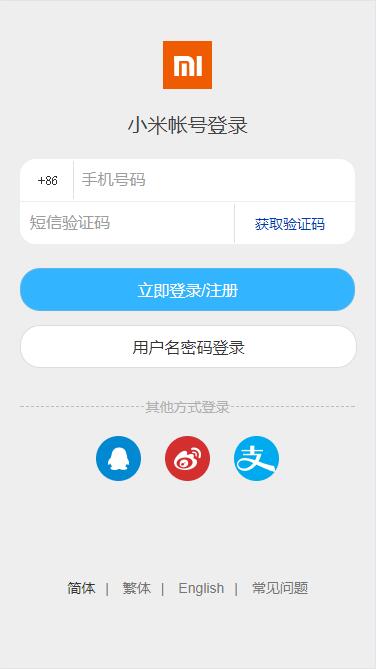 mi
小米帐号登录
+86 手机号码
短信验证码 获取验证码
立即登录/注册
用户名密码登录
其他方式登录
支
简体 | 繁体 | English | 常见问题